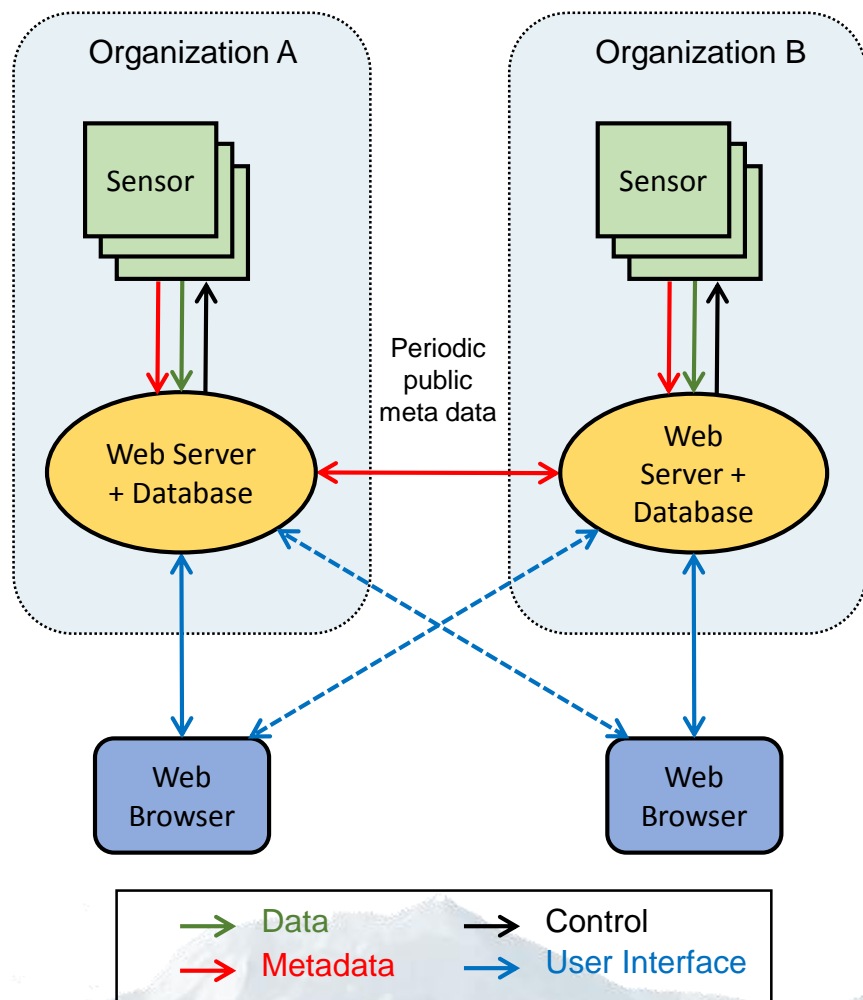 Organization A
Organization B
Sensor
Sensor
Periodic
public
meta data
Web Server
+ Database
Web
Server +
Database
Web
Browser
Web
Browser
Data
Control
Metadata
User Interface